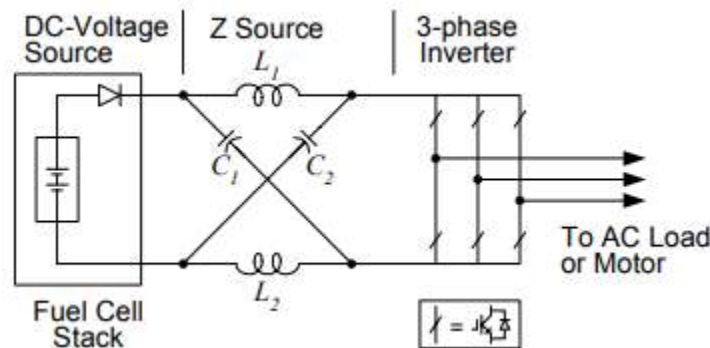 DC-Voltage
Source
Z Source
3-phase
Inverter
L1
C1
C2
L2
To AC Load
or Motor
Fuel Cell
Stack
=